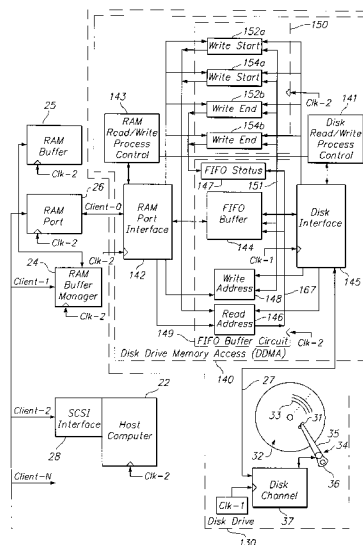 152a
150
Write Start
154a
Write Start
152b
Clk-2
Write End
154b
Write End
143
RAM Read/Write Process Control
141
Disk Read/Write Process Control
25
RAM Buffer
Clk-2
26
RAM Port
Clk-2
Client-0
24
Client-1
RAM Buffer Manager
Clk-2
FIFO Status
147
151
RAM Port Interface
Clk-2
142
FIFO Buffer
144
Clk-1
Disk Interface
145
Write Address
148
167
Read Address
146
149
FIFO Buffer Circuit
Clk-2
Disk Drive Memory Access (DDMA)
140
22
Client-2
SCSI Interface
28
Host Computer
Clk-2
Client-N
27
33
31
32
35
34
36
Disk Channel
37
Clk-1
Disk Drive
130